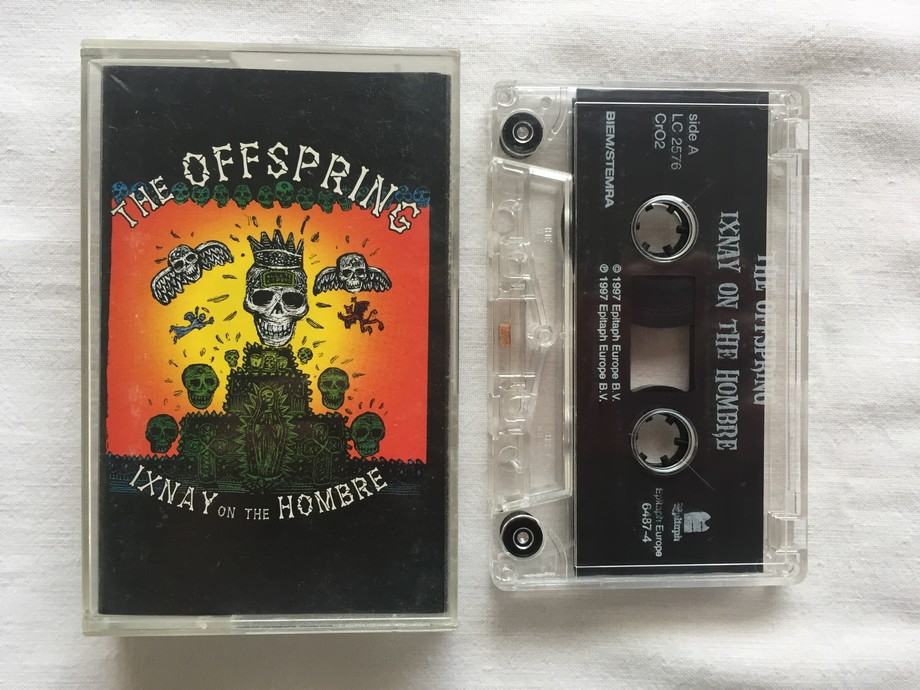 THE OFFSPRING
IXNAY ON THE HOMBRE
side A
LC 2576
CrO2
BIEM/STEMRA
THE OFFSPRING
IXNAY ON THE HOMBRE
© 1997 Epitaph Europe B.V.
℗ 1997 Epitaph Europe B.V.
Epitaph
Epitaph Europe
6487-4